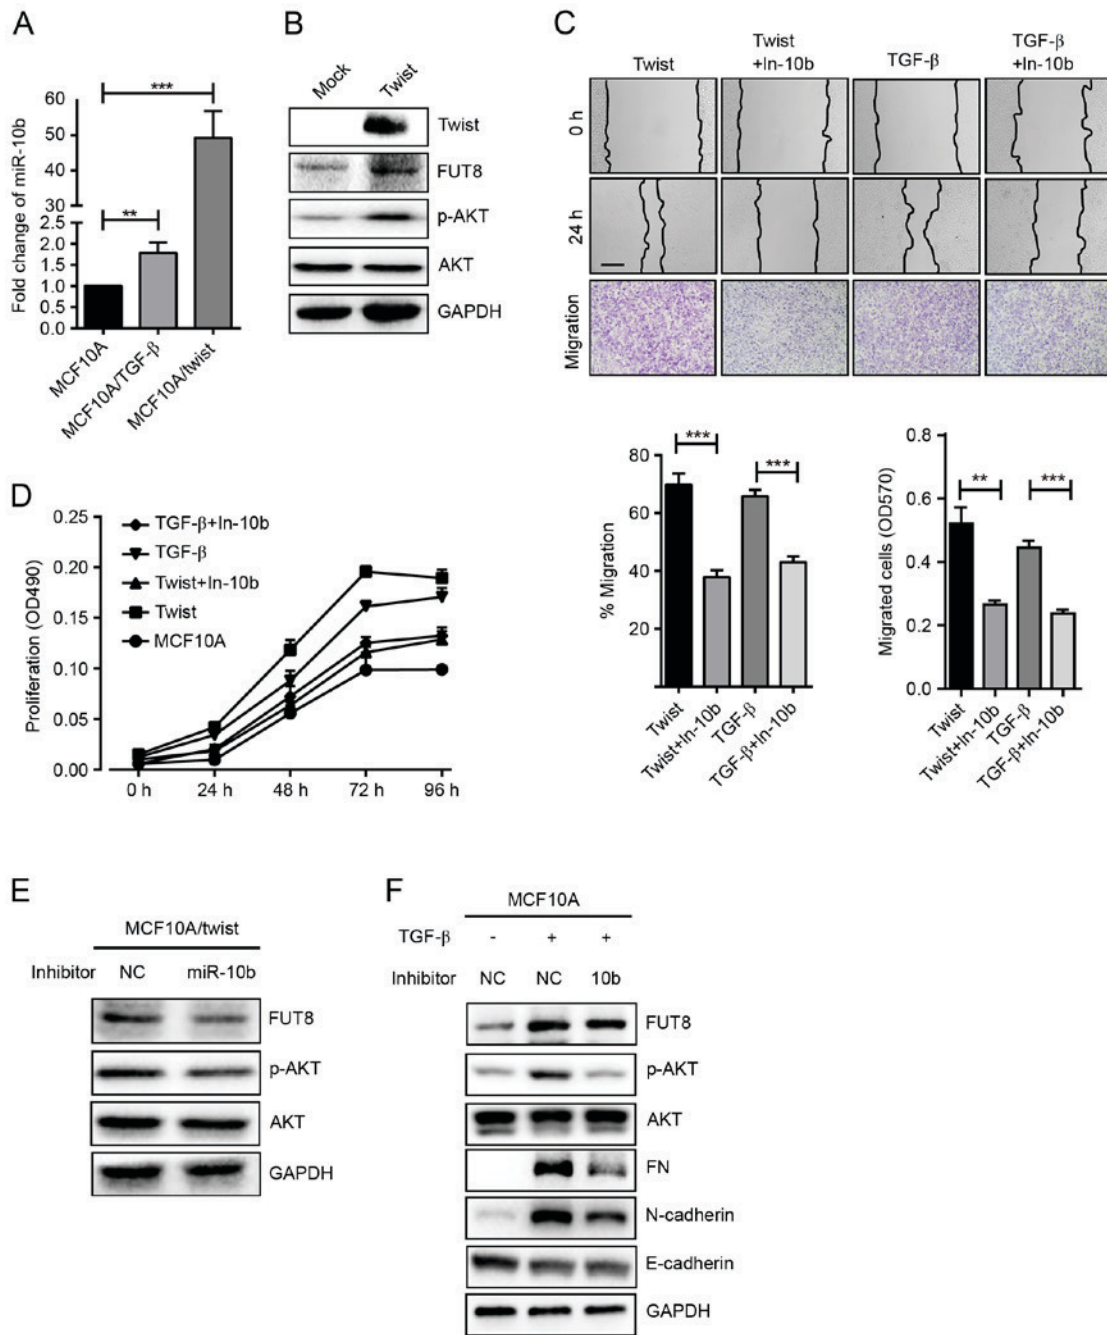 A
Fold change of miR-10b
60
50
40
30
2.5
2.0
1.5
1.0
0.5
0.0
***
**
MCF10A
MCF10A/TGF-β
MCF10A/twist
B
Mock
Twist
Twist
FUT8
p-AKT
AKT
GAPDH
C
Twist
Twist
+In-10b
TGF-β
TGF-β
+In-10b
0 h
24 h
Migration
% Migration
80
60
40
20
***
***
Twist
Twist+In-10b
TGF-β
TGF-β+In-10b
Migrated cells (OD570)
0.8
0.6
0.4
0.2
0.0
**
***
Twist
Twist+In-10b
TGF-β
TGF-β+In-10b
D
Proliferation (OD490)
0.25
0.20
0.15
0.10
0.05
0.00
TGF-β+In-10b
TGF-β
Twist+In-10b
Twist
MCF10A
0 h 24 h 48 h 72 h 96 h
E
MCF10A/twist
Inhibitor NC miR-10b
FUT8
p-AKT
AKT
GAPDH
F
MCF10A
TGF-β - + +
Inhibitor NC NC 10b
FUT8
p-AKT
AKT
FN
N-cadherin
E-cadherin
GAPDH